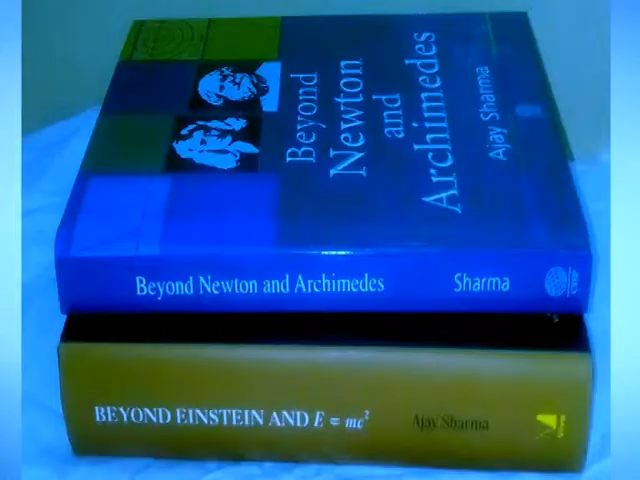 Beyond
Newton
and
Archimedes
Ajay Sharma
Beyond Newton and Archimedes Sharma
BEYOND EINSTEIN AND E = mc² Ajay Sharma